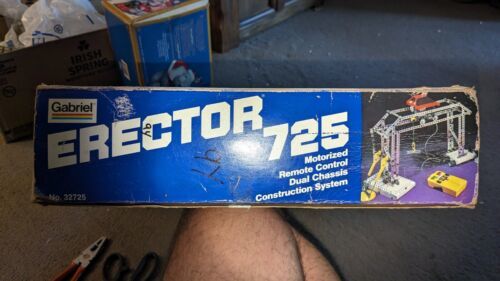 IRISH
SPRING
Gabriel
ERECTOR 725
Motorized
Remote Control
Dual Chassis
Construction System
No. 32725